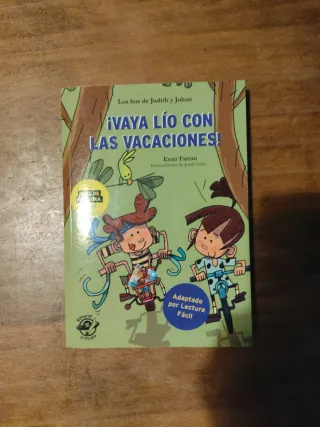 Los líos de Judith y Johan
¡VAYA LÍO CON
LAS VACACIONES!
Ester Farran
Adaptado
por Lectura
Fácil